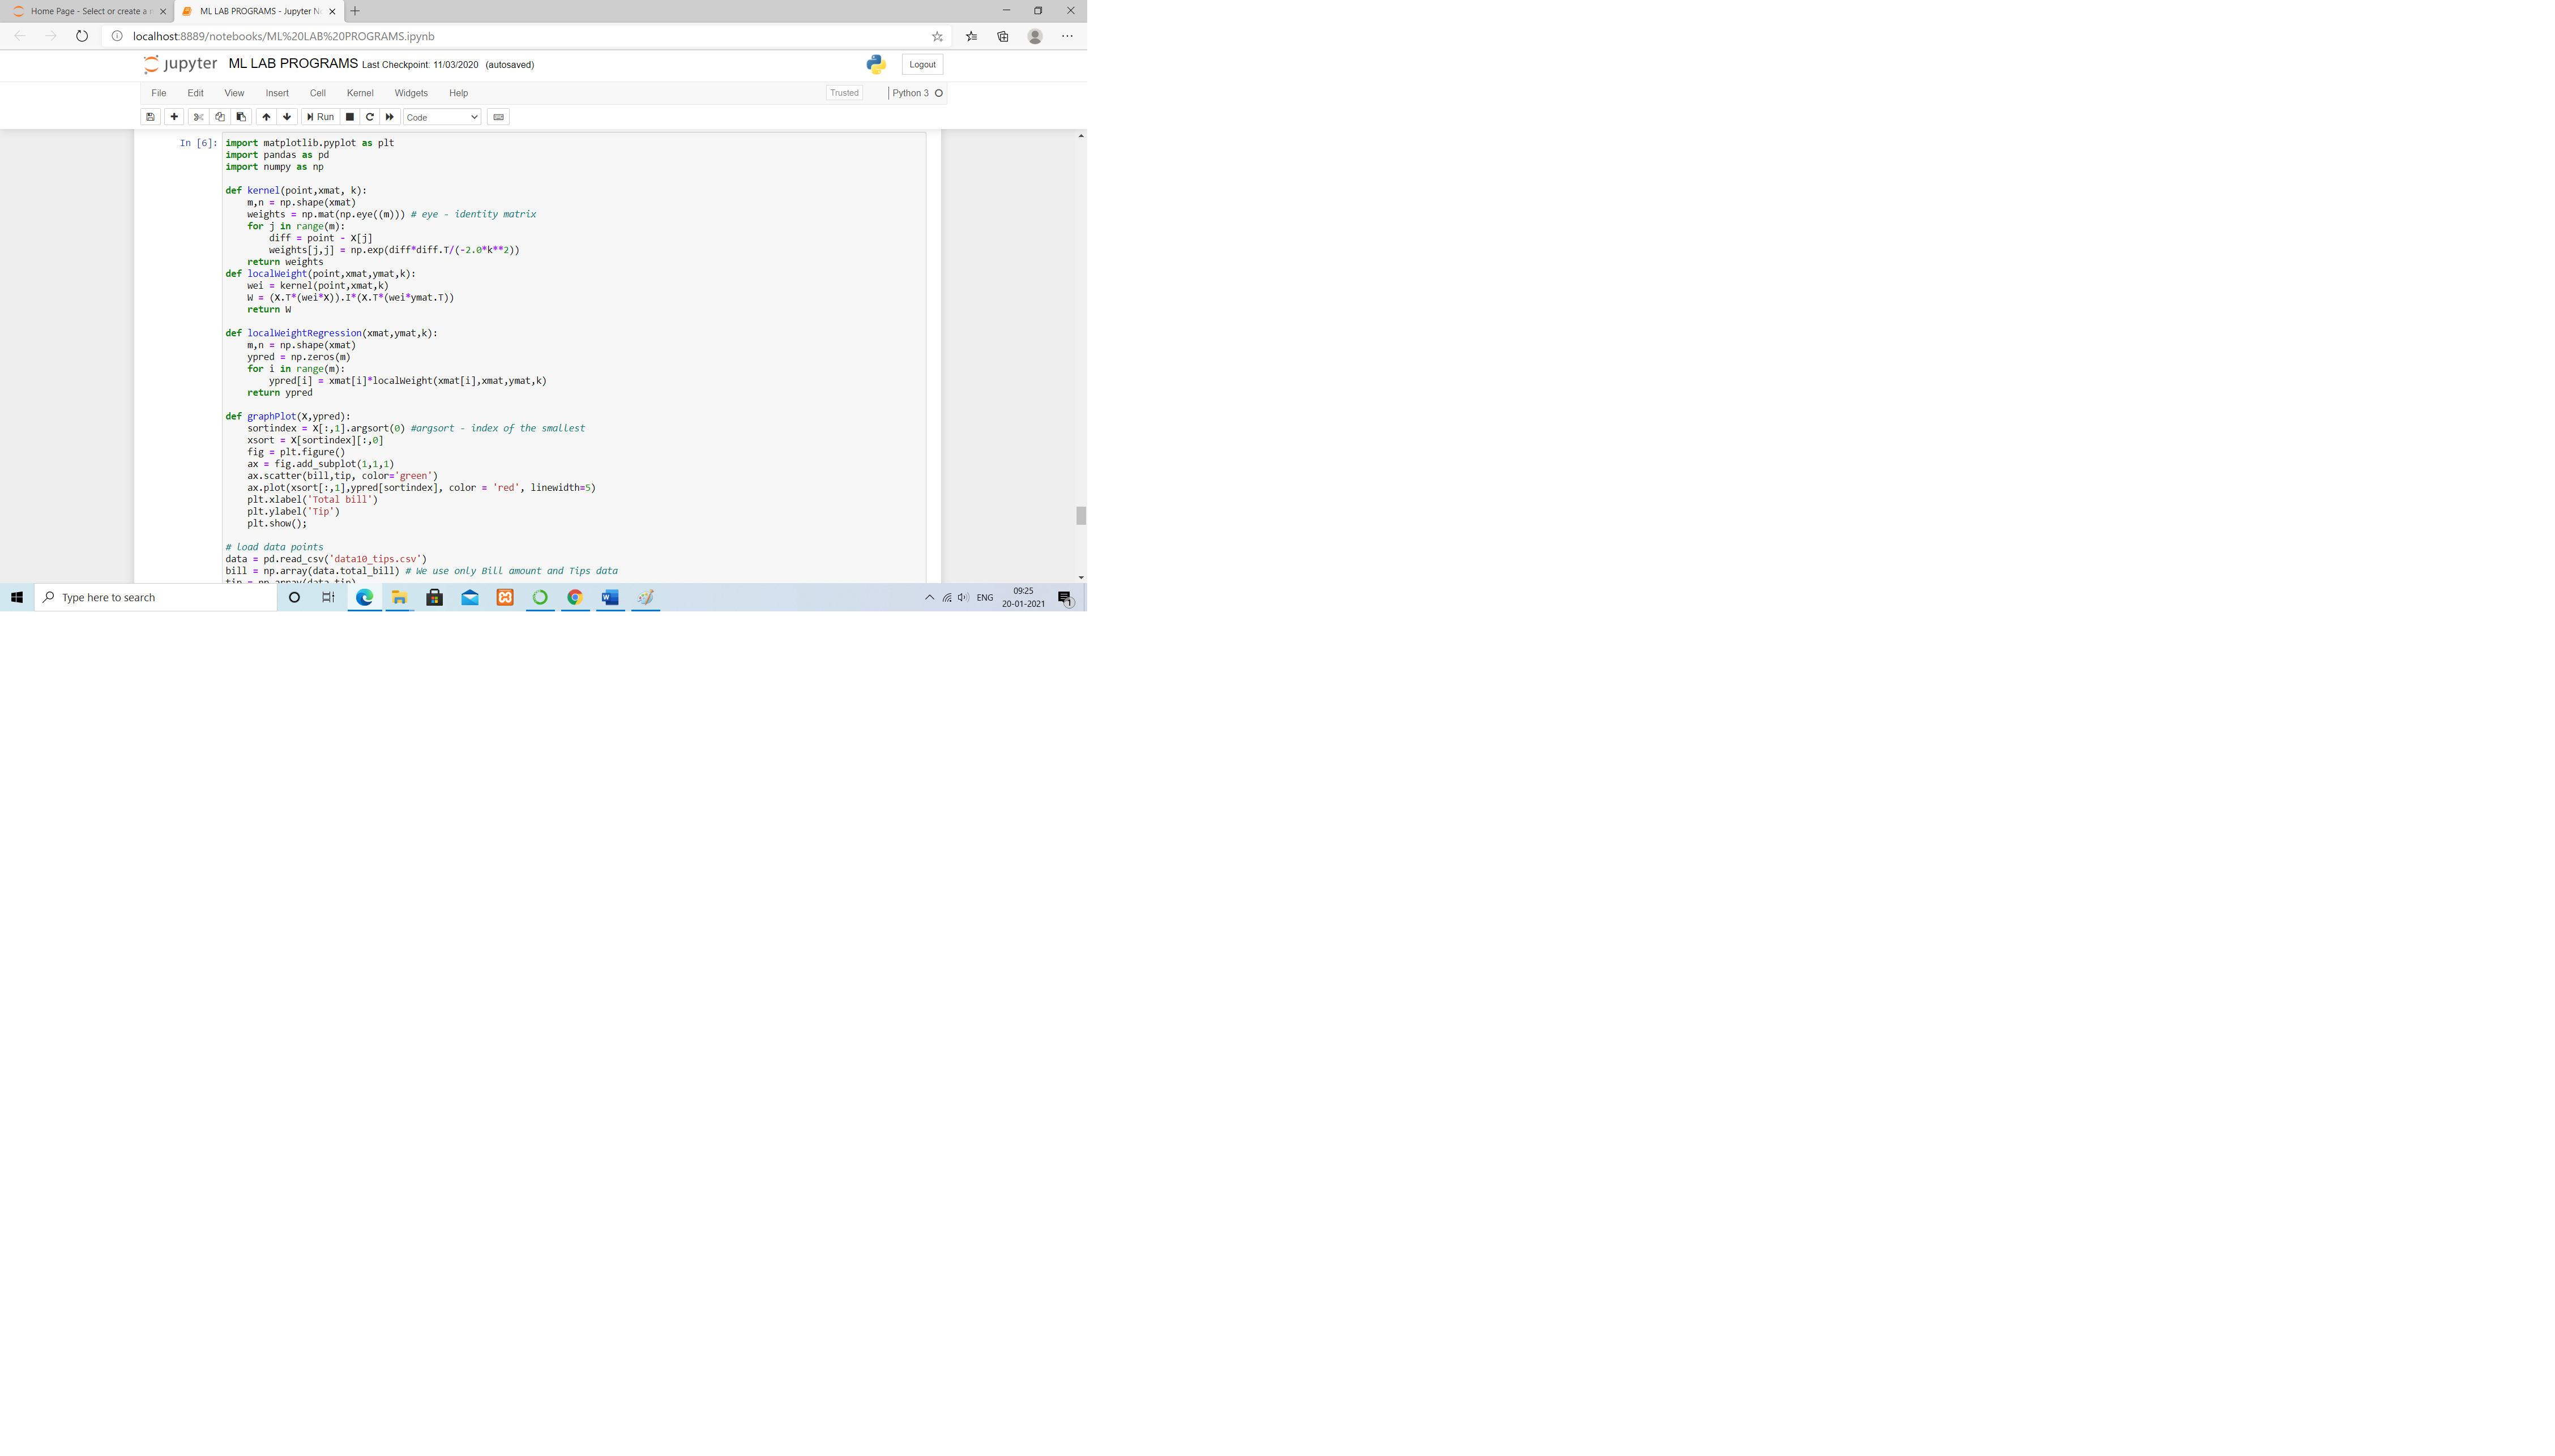 Home Page - Select or create a
ML LAB PROGRAMS - Jupyter N
localhost:8889/notebooks/ML%20LAB%20PROGRAMS.ipynb
jupyter ML LAB PROGRAMS Last Checkpoint: 11/03/2020 (autosaved)
Logout
File Edit View Insert Cell Kernel Widgets Help
Trusted
Python 3
Run
Code
In [6]: import matplotlib.pyplot as plt
import pandas as pd
import numpy as np
def kernel(point,xmat, k):
    m,n = np.shape(xmat)
    weights = np.mat(np.eye((m))) # eye - identity matrix
    for j in range(m):
        diff = point - X[j]
        weights[j,j] = np.exp(diff*diff.T/(-2.0*k**2))
    return weights
def localWeight(point,xmat,ymat,k):
    wei = kernel(point,xmat,k)
    W = (X.T*(wei*X)).I*(X.T*(wei*ymat.T))
    return W
def localWeightRegression(xmat,ymat,k):
    m,n = np.shape(xmat)
    ypred = np.zeros(m)
    for i in range(m):
        ypred[i] = xmat[i]*localWeight(xmat[i],xmat,ymat,k)
    return ypred
def graphPlot(X,ypred):
    sortindex = X[:,1].argsort(0) #argsort - index of the smallest
    xsort = X[sortindex][:,0]
    fig = plt.figure()
    ax = fig.add_subplot(1,1,1)
    ax.scatter(bill,tip, color='green')
    ax.plot(xsort[:,1],ypred[sortindex], color = 'red', linewidth=5)
    plt.xlabel('Total bill')
    plt.ylabel('Tip')
    plt.show();
# load data points
data = pd.read_csv('data10_tips.csv')
bill = np.array(data.total_bill) # We use only Bill amount and Tips data
tip = np.array(data.tip)
Type here to search
ENG
09:25
20-01-2021
1